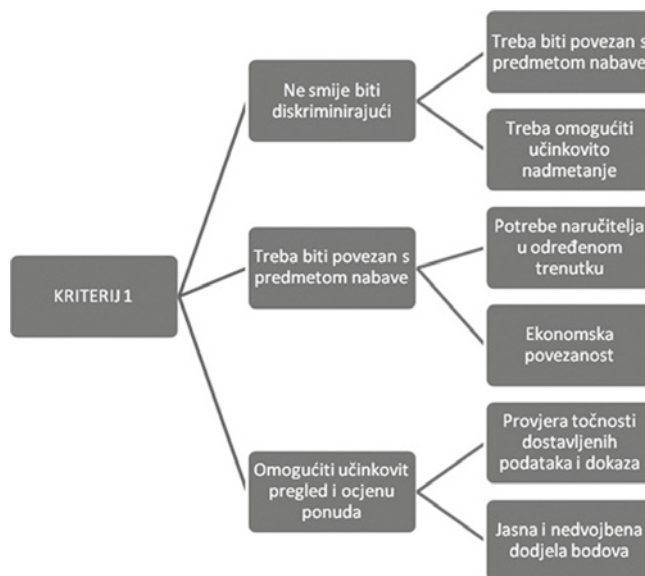 KRITERIJ 1
Ne smije biti
diskriminirajući
Treba biti povezan s
predmetom nabave
Treba omogućiti
učinkovito
nadmetanje
Treba biti povezan s
predmetom nabave
Potrebe naručitelja
u određenom
trenutku
Ekonomska
povezanost
Omogućiti učinkovit
pregled i ocjenu
ponuda
Provjera točnosti
dostavljenih
podataka i dokaza
Jasna i nedvojbena
dodjela bodova